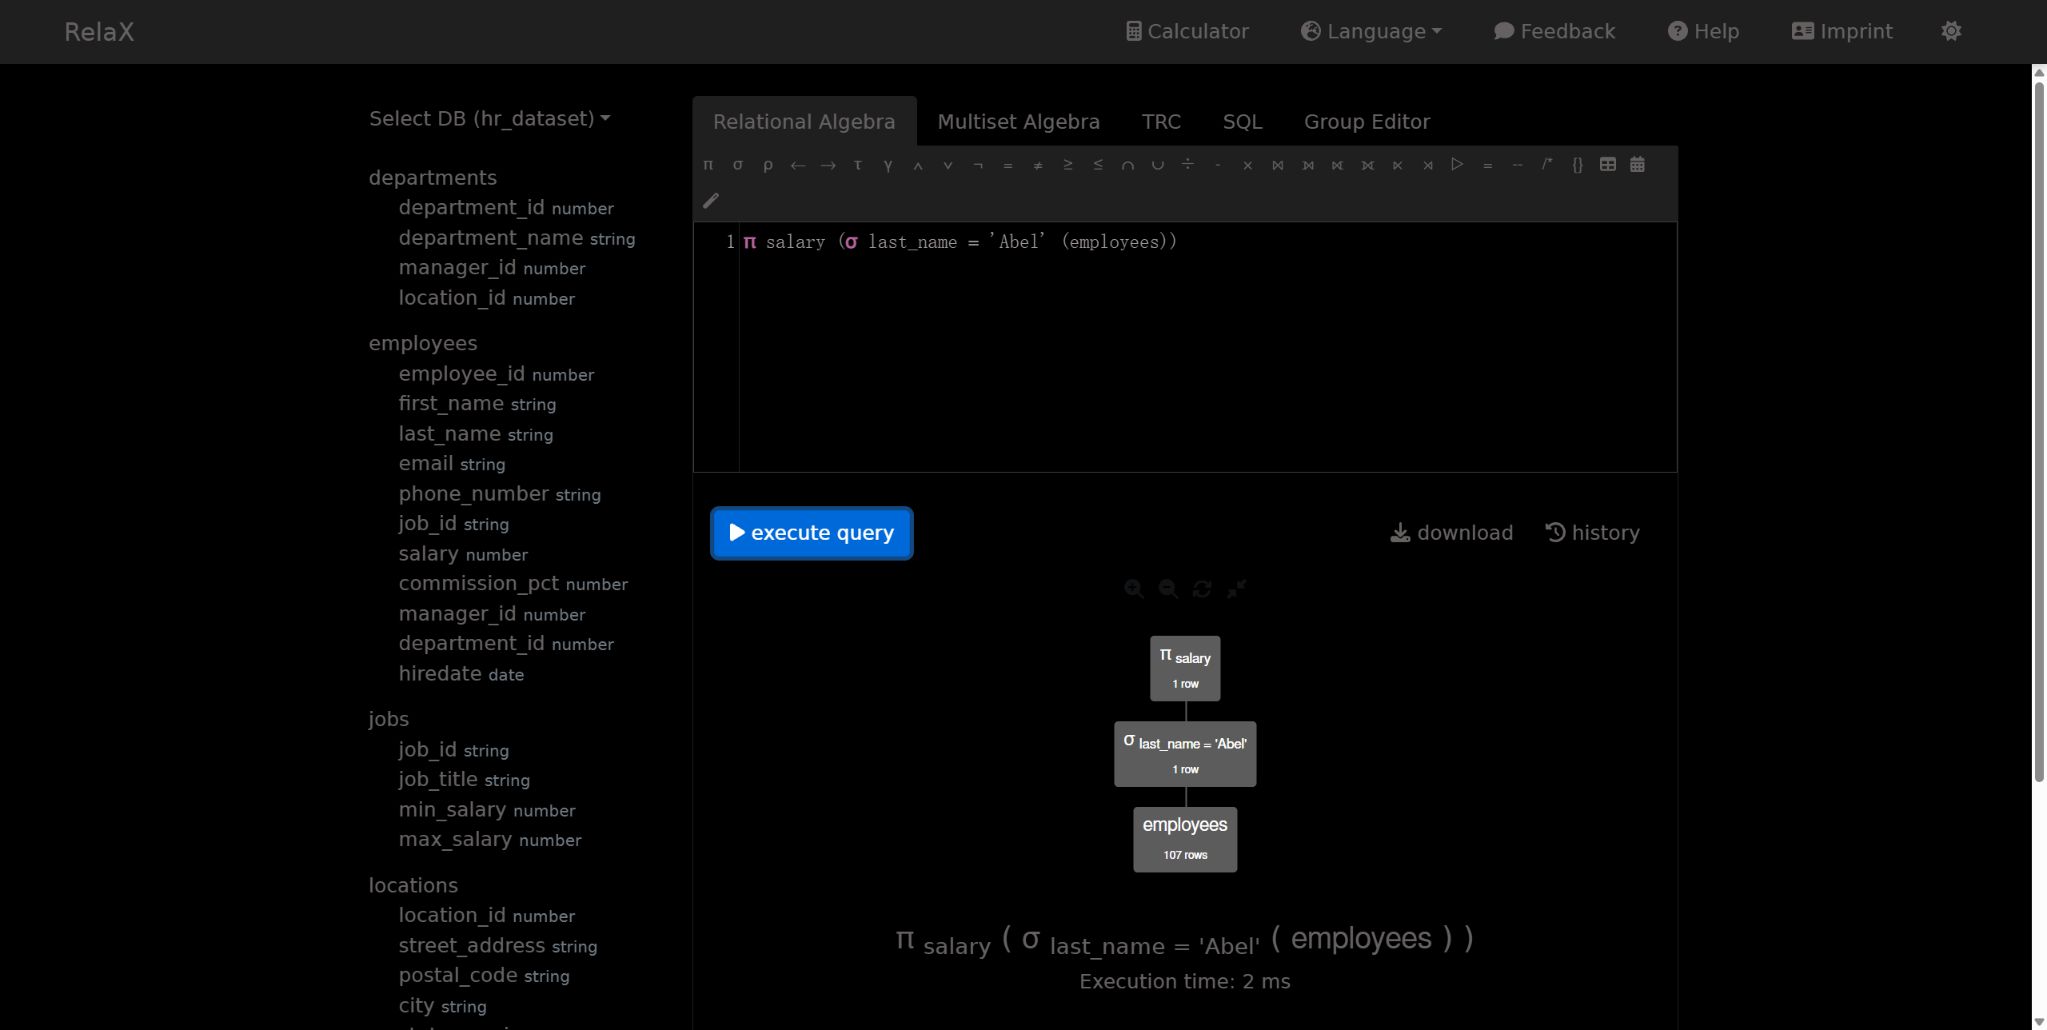 RelaX
Calculator Language Feedback Help Imprint
Select DB (hr_dataset)
departments
department_id number
department_name string
manager_id number
location_id number
employees
employee_id number
first_name string
last_name string
email string
phone_number string
job_id string
salary number
commission_pct number
manager_id number
department_id number
hiredate date
jobs
job_id string
job_title string
min_salary number
max_salary number
locations
location_id number
street_address string
postal_code string
city string
Relational Algebra Multiset Algebra TRC SQL Group Editor
π σ ρ ← → τ γ ∧ ∨ ¬ = ≠ ≥ ≤ ∩ ∪ ÷ - × ⋈ ⟕ ⟖ ⟗ ⋉ ⋊ ▷ = -- /* {}
1 π salary (σ last_name = 'Abel' (employees))
execute query
download history
π salary
1 row
σ last_name = 'Abel'
1 row
employees
107 rows
π salary ( σ last_name = 'Abel' ( employees ) )
Execution time: 2 ms